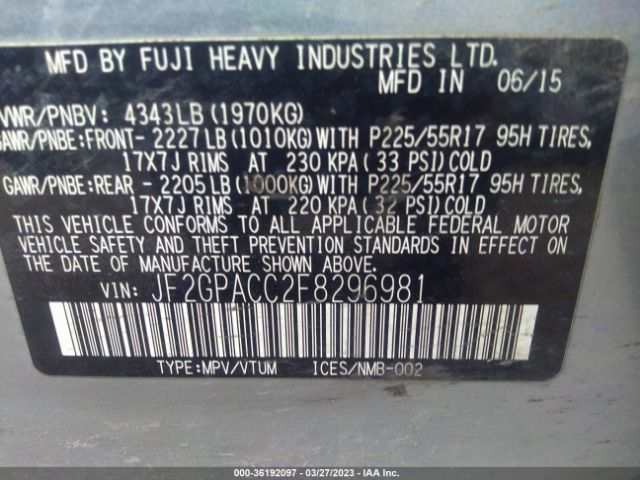 MFD BY FUJI HEAVY INDUSTRIES LTD.
MFD IN 06/15
VWR/PNBV: 4343LB(1970KG)
GAWR/PNBE:FRONT- 2227LB(1010KG)WITH P225/55R17 95H TIRES,
17X7J RIMS AT 230 KPA( 33 PSI)COLD
GAWR/PNBE:REAR - 2205LB(1000KG)WITH P225/55R17 95H TIRES,
17X7J RIMS AT 220 KPA( 32 PSI)COLD
THIS VEHICLE CONFORMS TO ALL APPLICABLE FEDERAL MOTOR
VEHICLE SAFETY AND THEFT PREVENTION STANDARDS IN EFFECT ON
THE DATE OF MANUFACTURE SHOWN ABOVE.
VIN: JF2GPACC2F8296981
TYPE:MPV/VTUM ICES/NMB-002
000-36192097 - 03/27/2023 - IAA Inc.